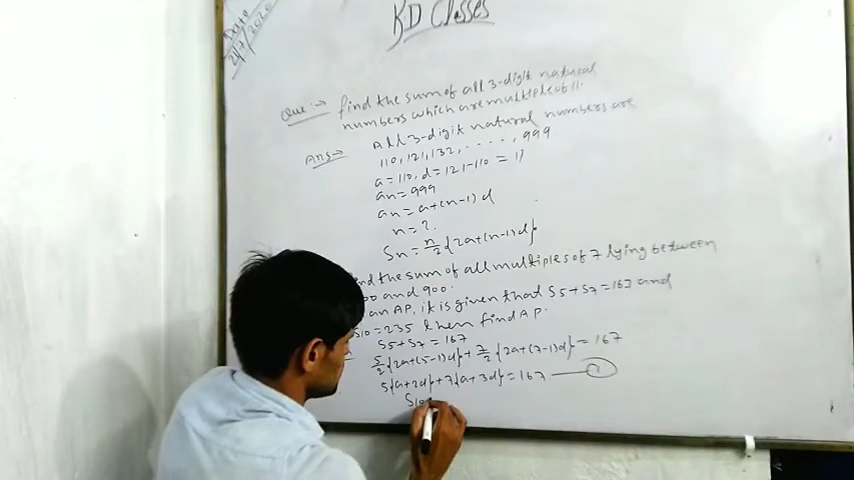 Date
21/7/2020
KD Classes
Que:→ find the sum of all 3-digit natural
numbers which are multiple of 11.
Ans→ All 3-digit natural numbers are
110, 121, 132, ....., 999
a = 110, d = 121-110 = 11
an = 999
an = a+(n-1)d
n = ?
Sn = n/2 {2a+(n-1)d}
find the sum of all multiples of 7 lying between
00 and 900.
an AP, it is given that S5 + S7 = 167 and
S10 = 235 then find AP.
S5 + S7 = 167
5/2 {2a+(5-1)d} + 7/2 {2a+(7-1)d} = 167
5{a+2d} + 7{a+3d} = 167 —— ①
S10